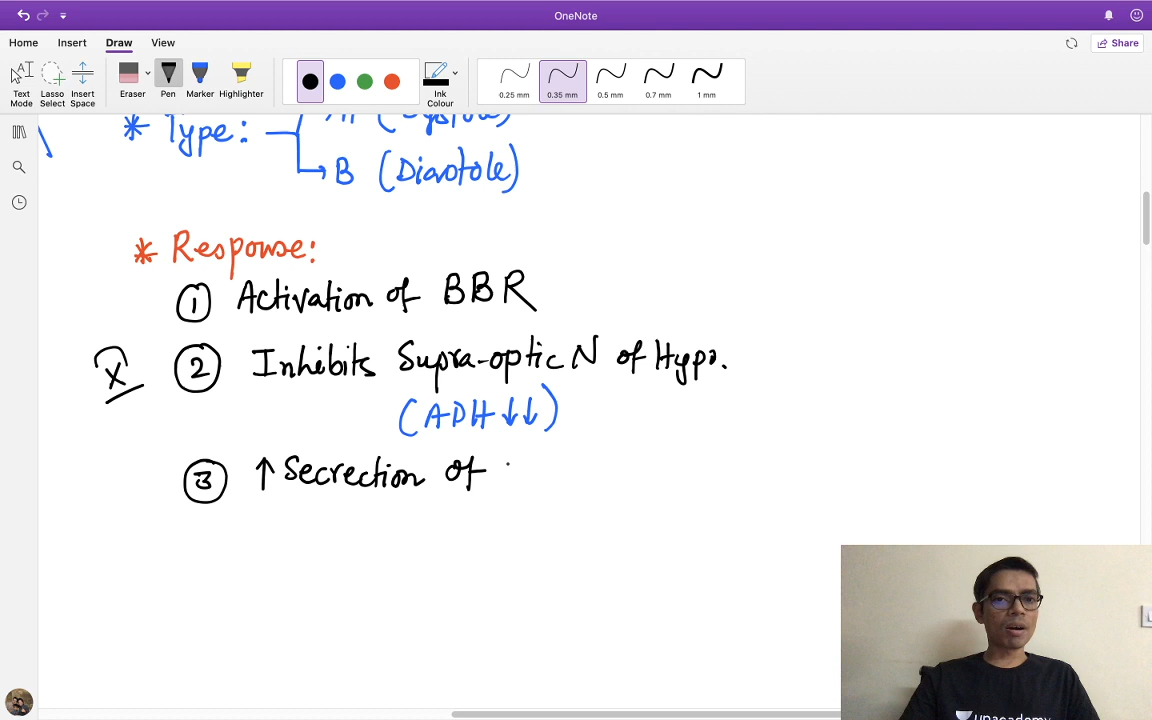 OneNote
Home Insert Draw View
Share
Text Mode
Lasso Select
Insert Space
Eraser
Pen
Marker
Highlighter
Ink Colour
0.25 mm
0.35 mm
0.5 mm
0.7 mm
1 mm
* Type: A (Systole)
B (Diastole)
* Response:
1 Activation of BBR
X 2 Inhibits Supra-optic N of Hypo.
(ADH↓↓)
3 ↑ Secrection of
unacademy